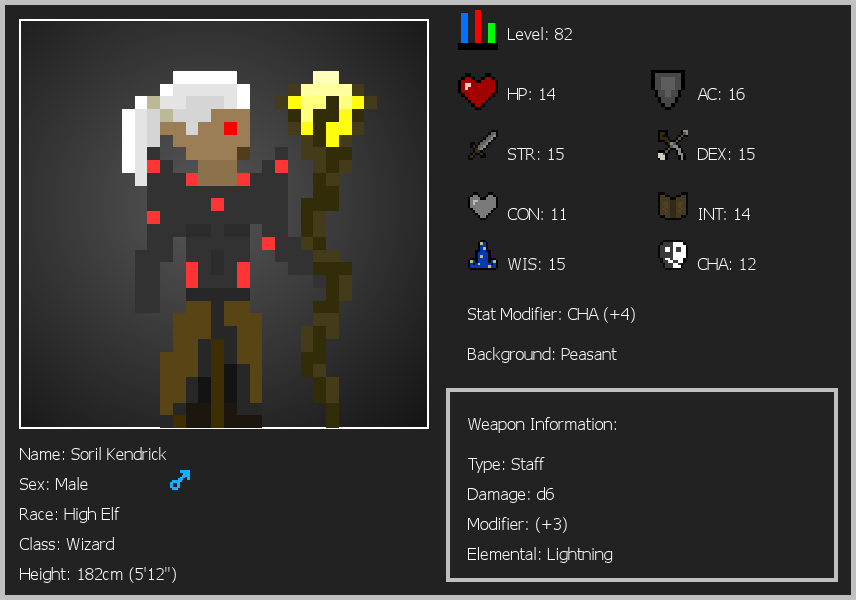 Level: 82
HP: 14
AC: 16
STR: 15
DEX: 15
CON: 11
INT: 14
WIS: 15
CHA: 12
Stat Modifier: CHA (+4)
Background: Peasant
Weapon Information:
Type: Staff
Damage: d6
Modifier: (+3)
Elemental: Lightning
Name: Soril Kendrick
Sex: Male
Race: High Elf
Class: Wizard
Height: 182cm (5'12")